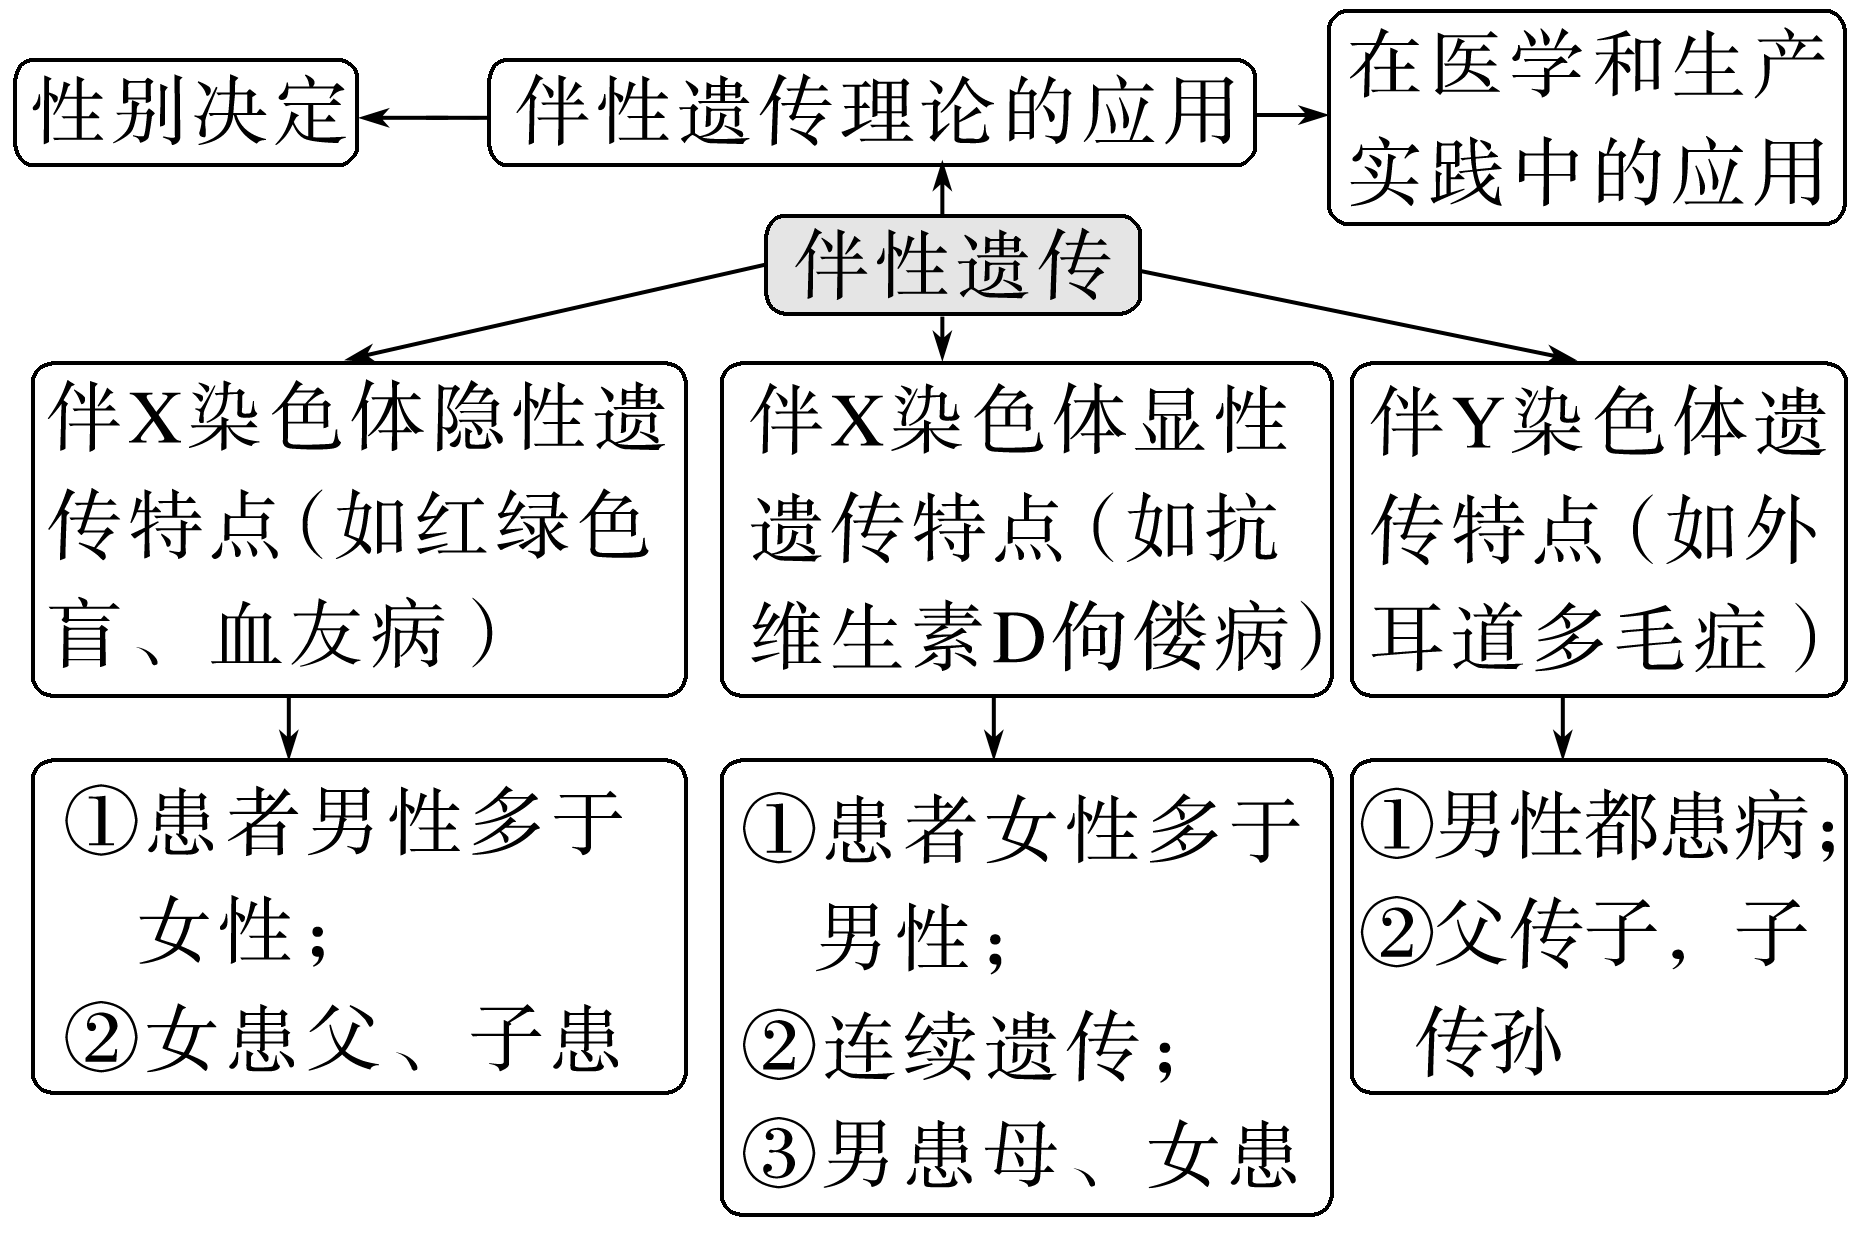 性别决定
伴性遗传理论的应用
在医学和生产
实践中的应用
伴性遗传
伴X染色体隐性遗
传特点(如红绿色
盲、血友病)
伴X染色体显性
遗传特点(如抗
维生素D佝偻病)
伴Y染色体遗
传特点(如外
耳道多毛症)
①患者男性多于
女性;
②女患父、子患
①患者女性多于
男性;
②连续遗传;
③男患母、女患
①男性都患病;
②父传子,子
传孙